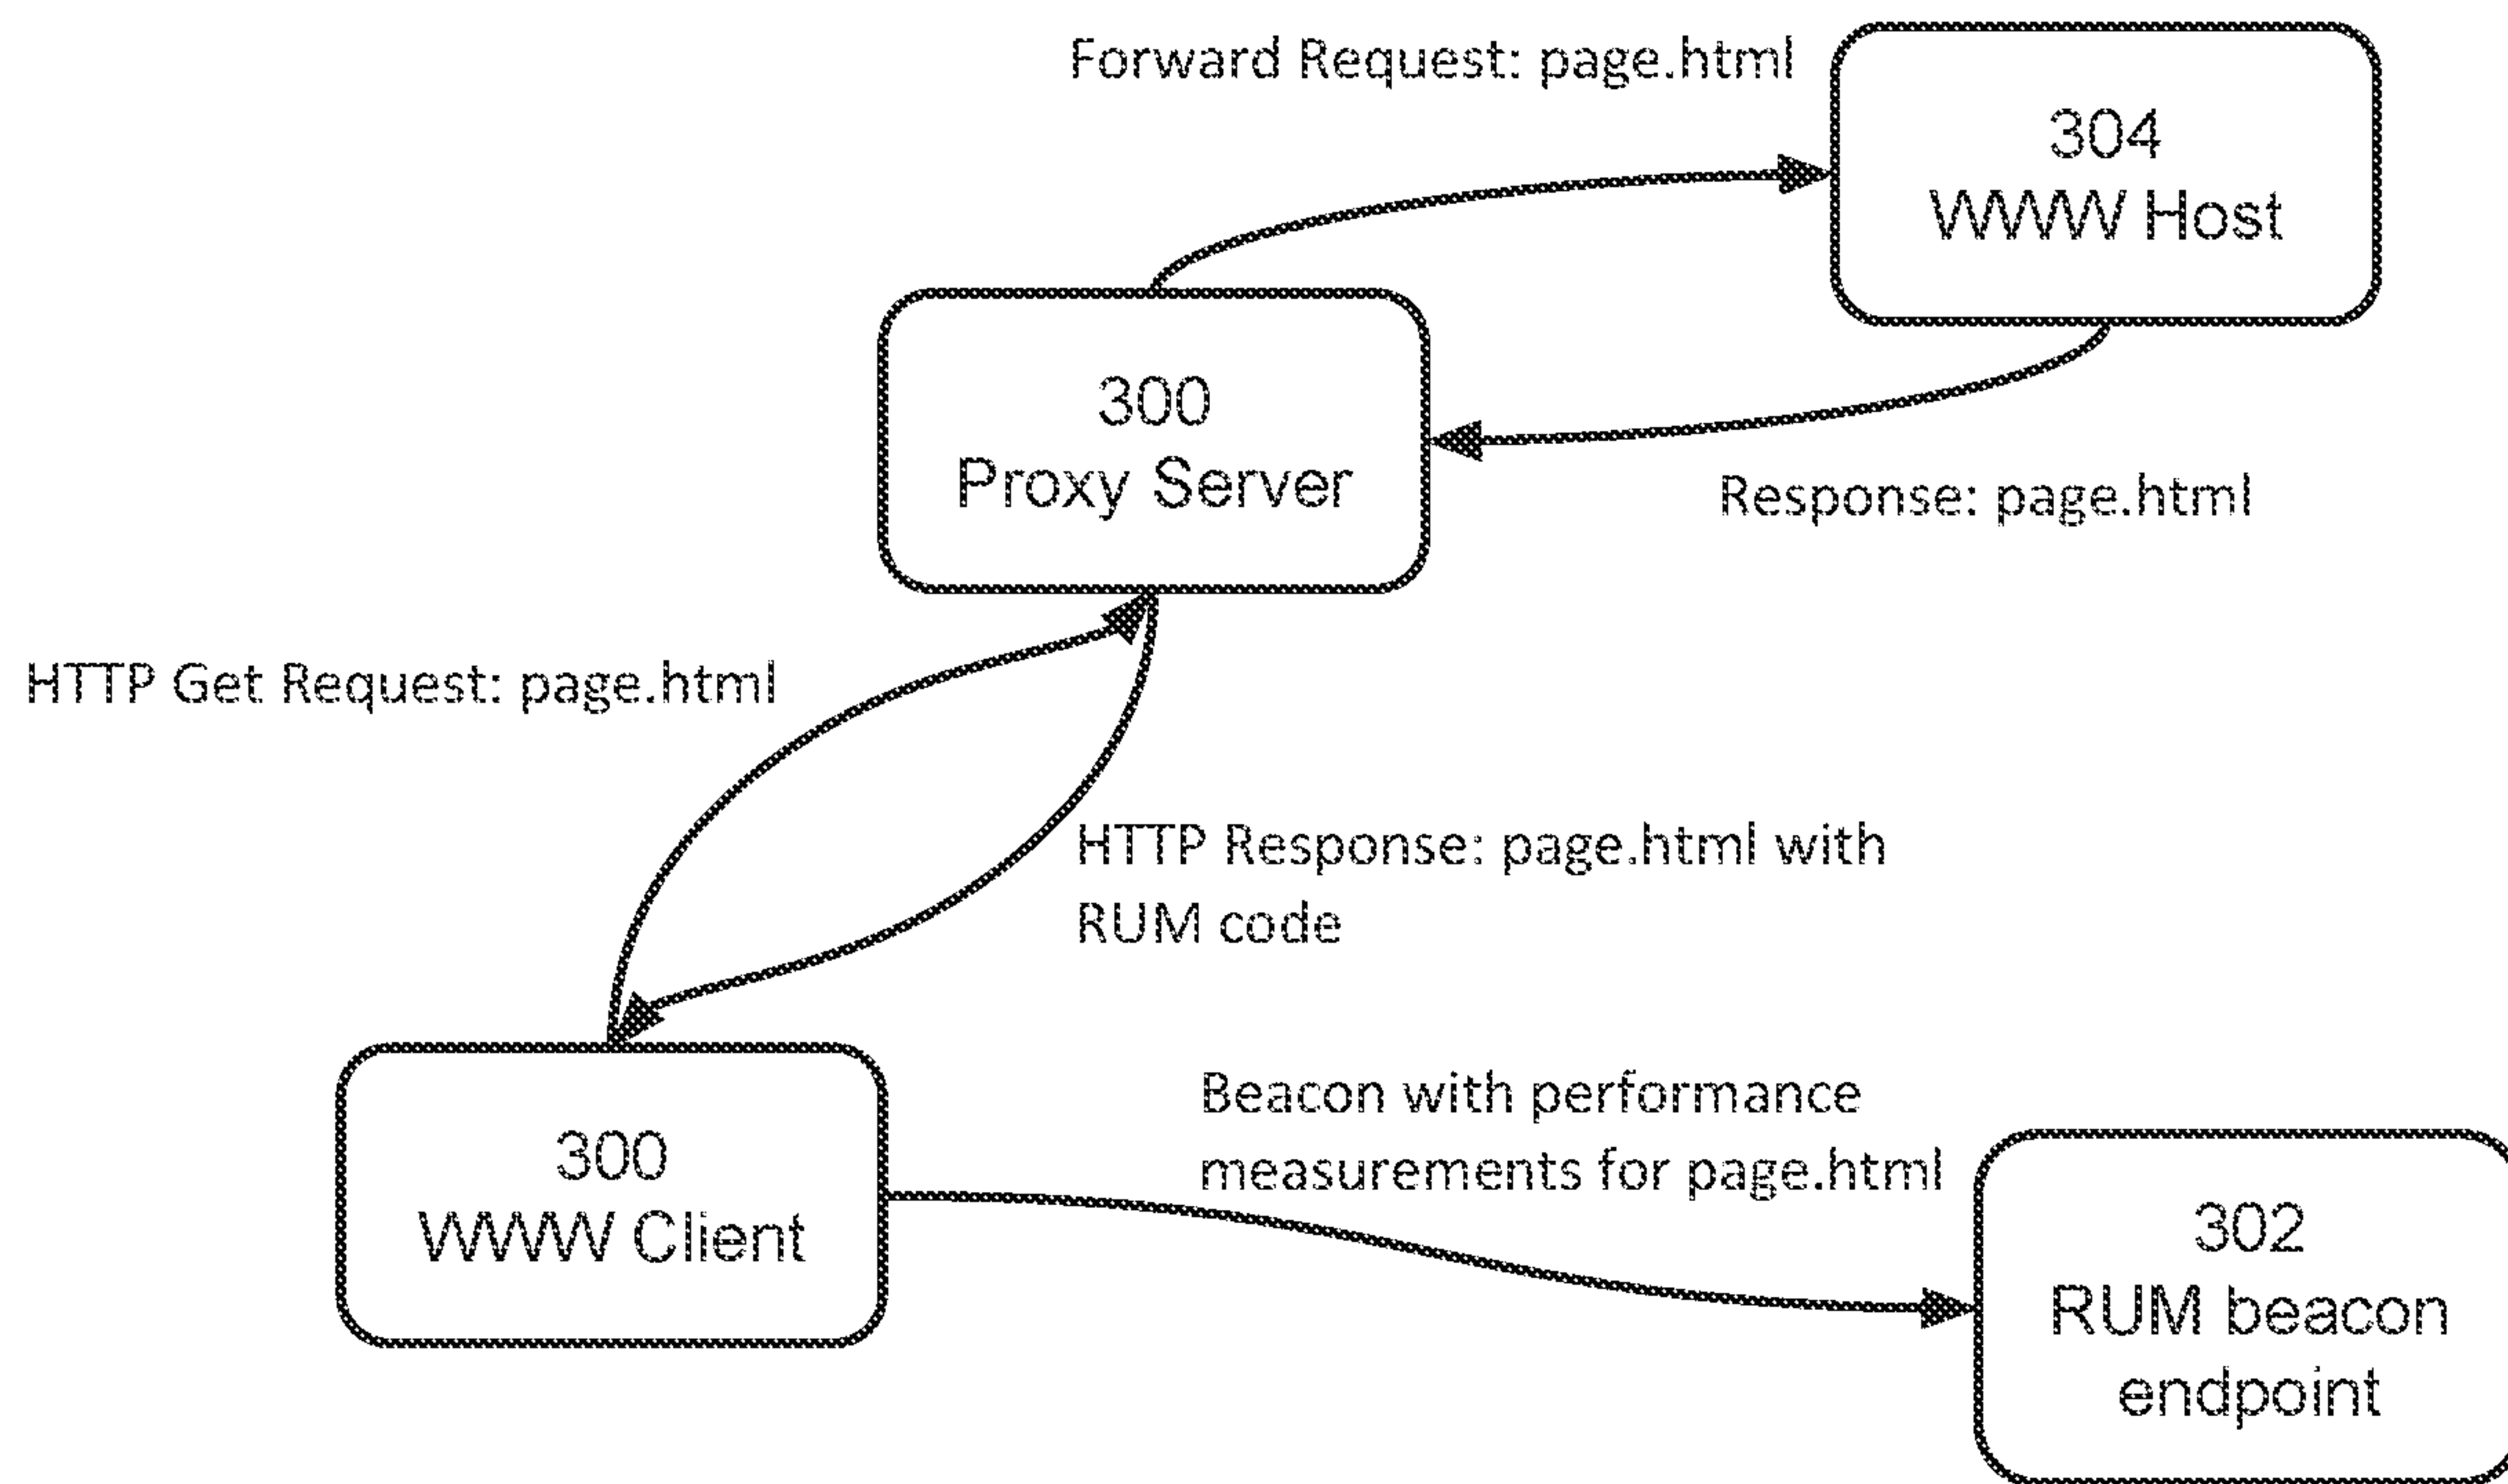 Forward Request: page.html
304
WWW Host
300
Proxy Server
Response: page.html
HTTP Get Request: page.html
HTTP Response: page.html with
RUM code
300
WWW Client
Beacon with performance
measurements for page.html
302
RUM beacon
endpoint